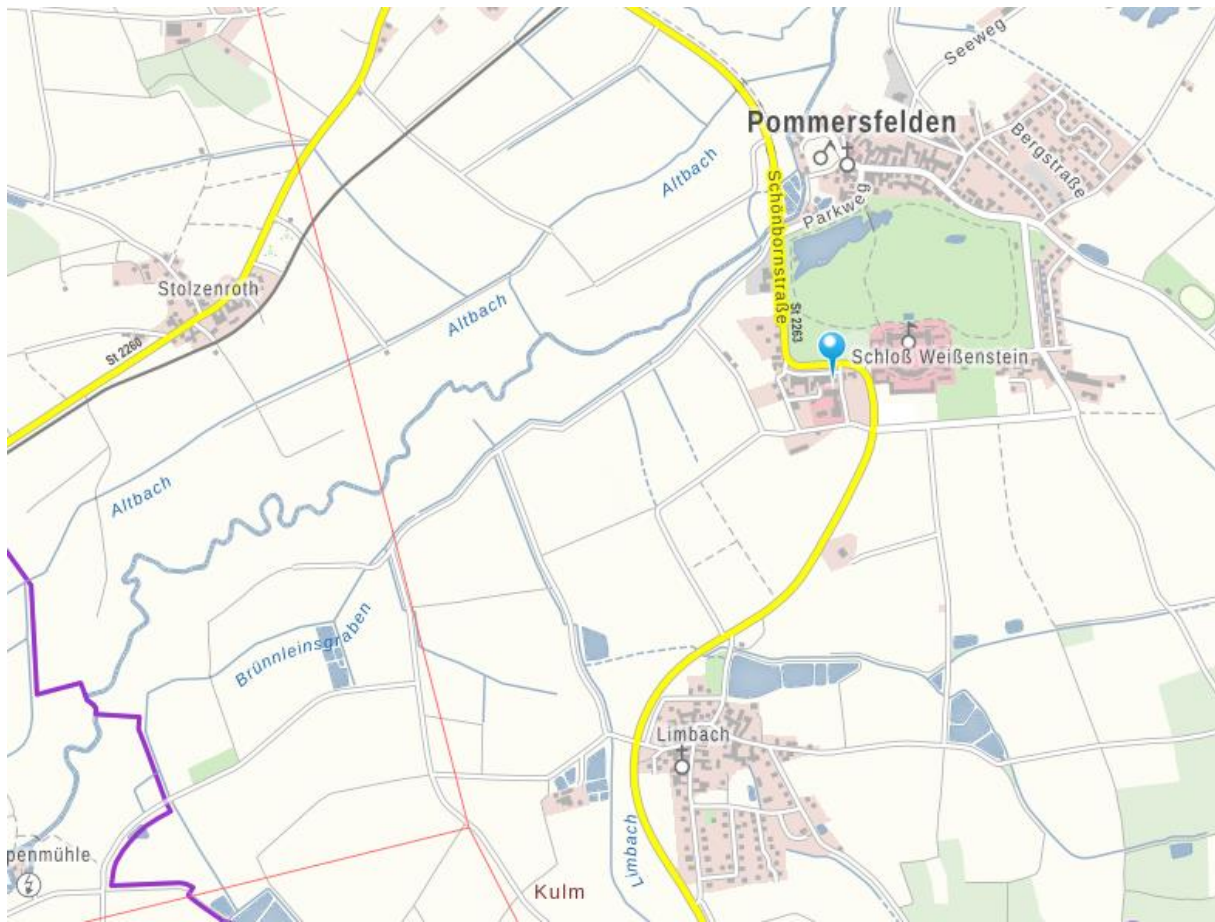 Seeweg
Pommersfelden
Bergstraße
Altbach
Parkweg
Schönbornstraße
Stolzenroth
Altbach
St 2263
St 2260
Schloß Weißenstein
Altbach
Brünnleinsgraben
Limbach
Limbach
penmühle
Kulm